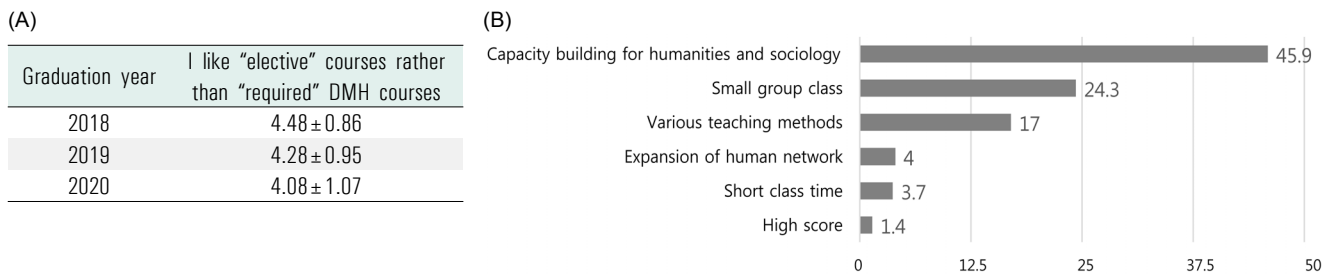 (A)
Graduation year
I like “elective” courses rather
than “required” DMH courses
2018 4.48±0.86
2019 4.28±0.95
2020 4.08±1.07
(B)
Capacity building for humanities and sociology 45.9
Small group class 24.3
Various teaching methods 17
Expansion of human network 4
Short class time 3.7
High score 1.4
0 12.5 25 37.5 50